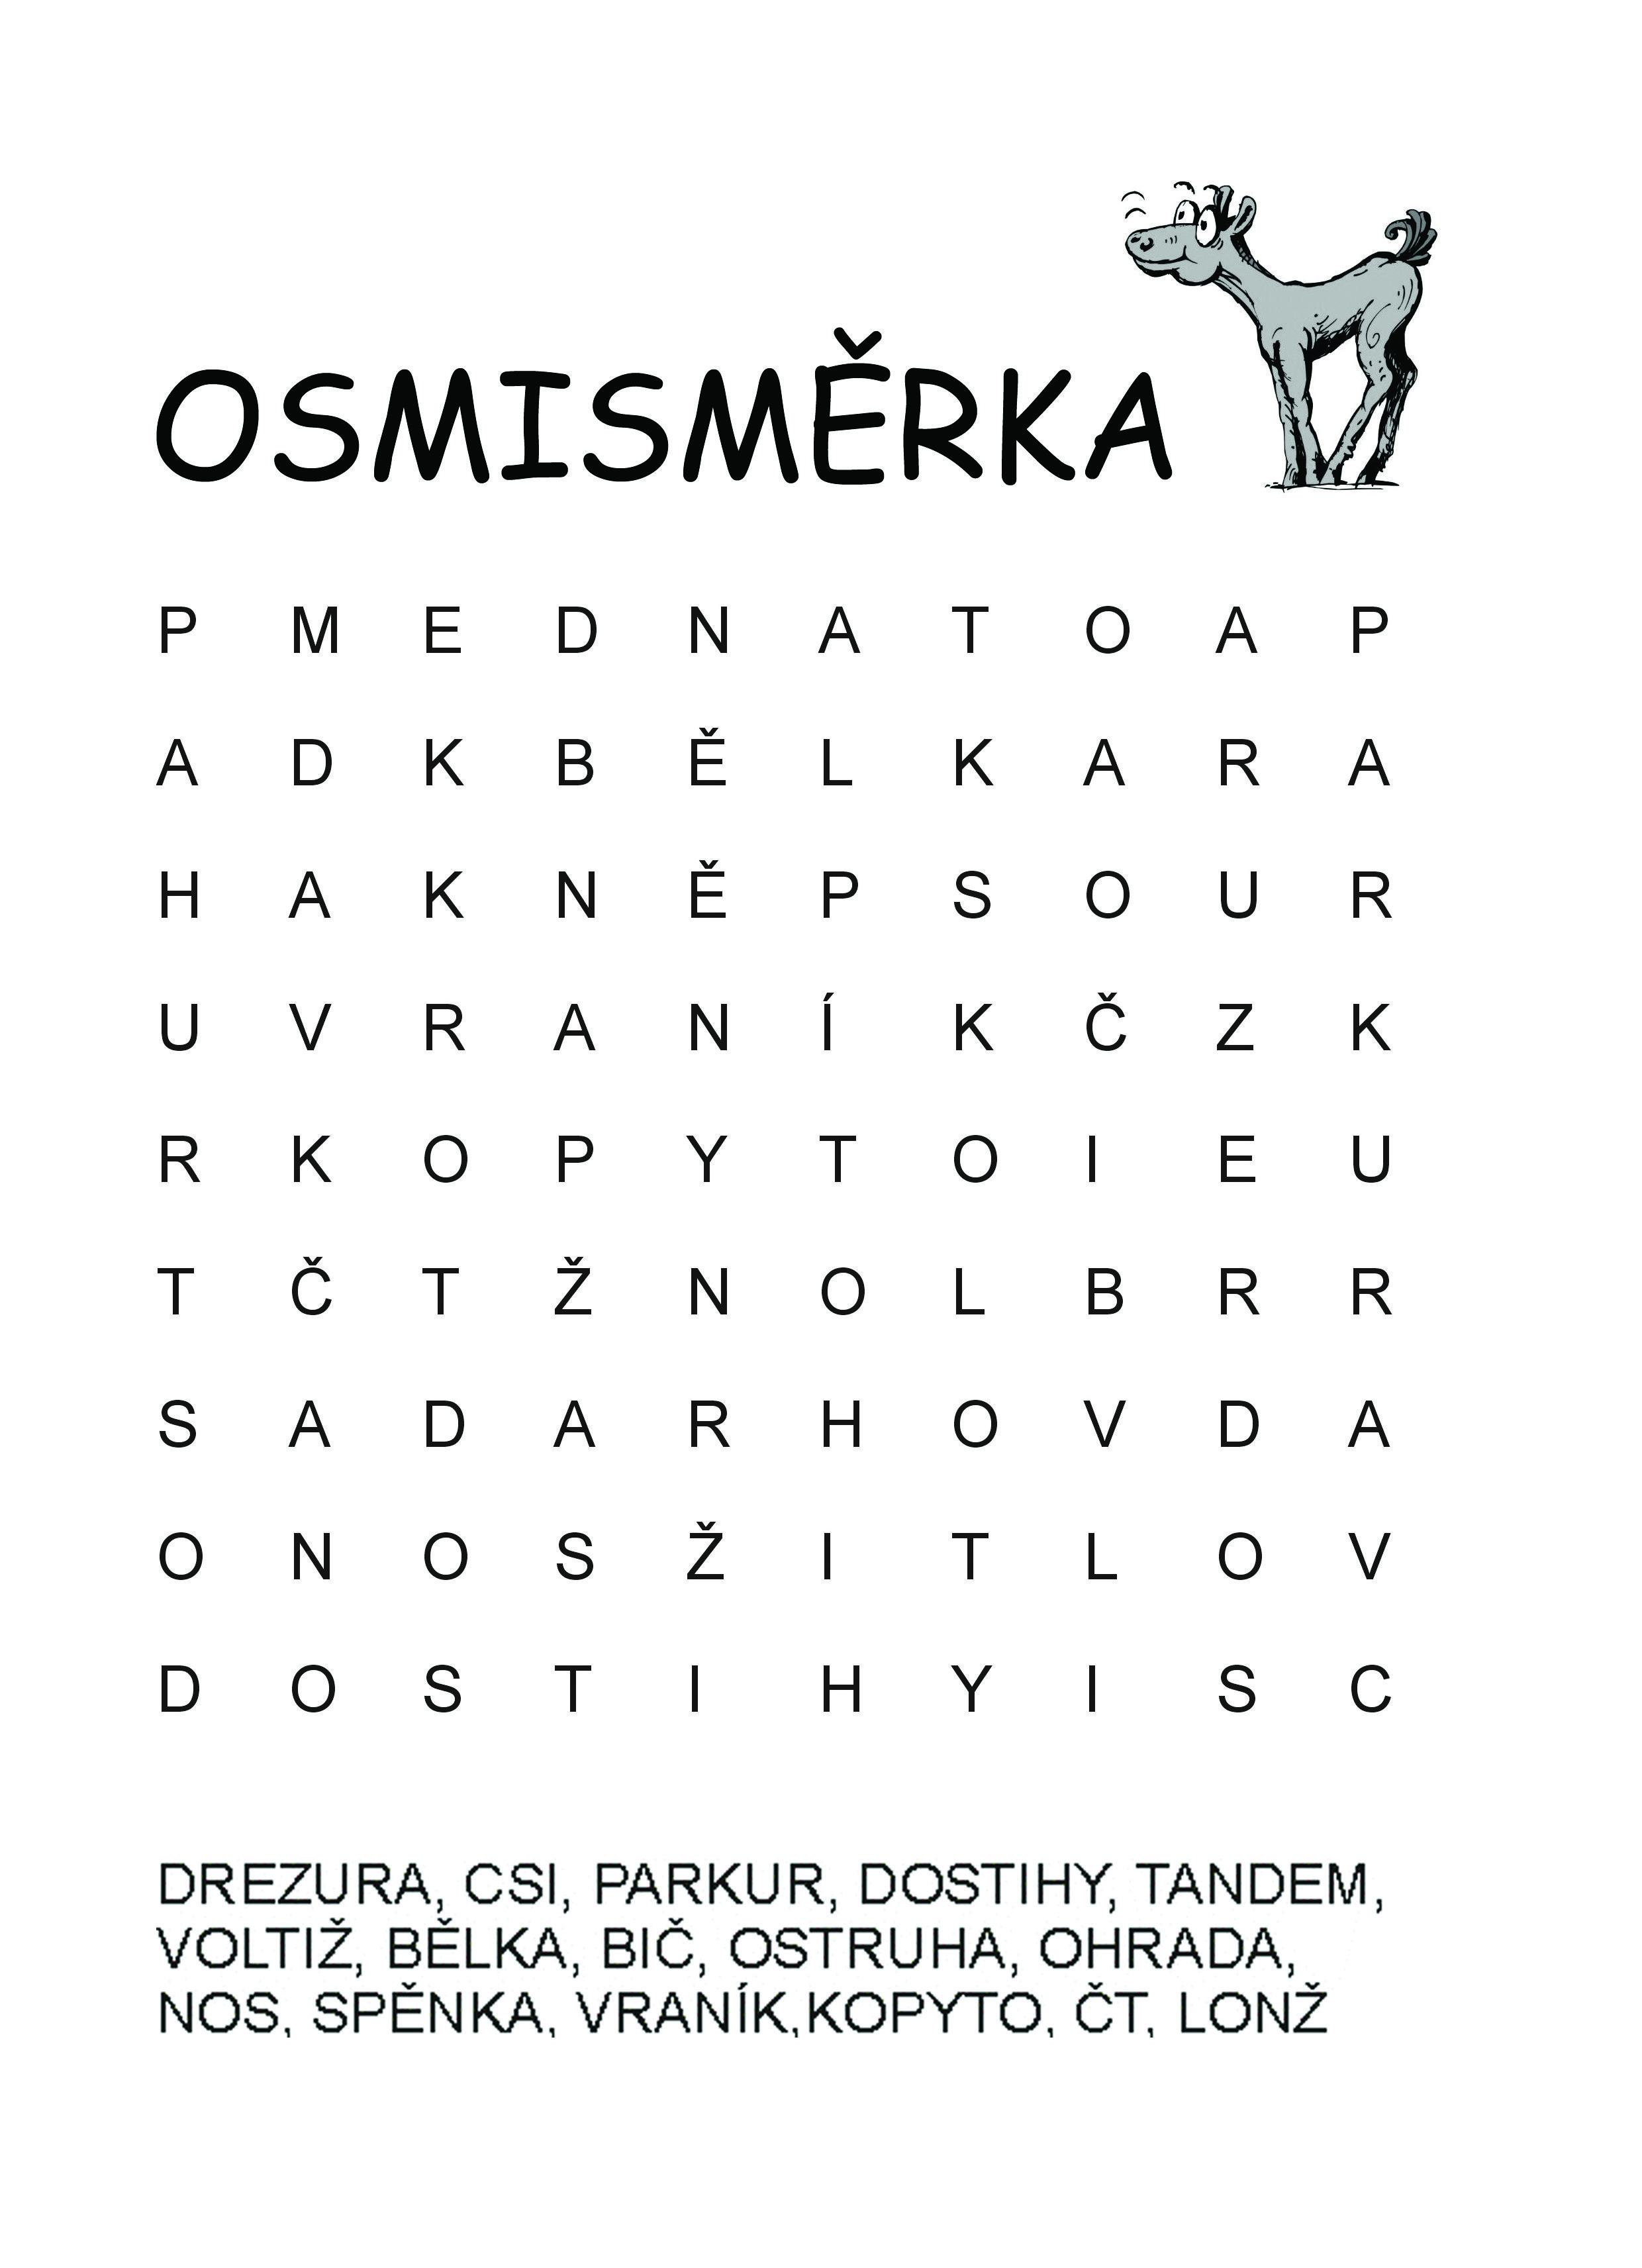 OSMISMĚRKA
P M E D N A T O A P
A D K B Ě L K A R A
H A K N Ě P S O U R
U V R A N Í K Č Z K
R K O P Y T O I E U
T Č T Ž N O L B R R
S A D A R H O V D A
O N O S Ž I T L O V
D O S T I H Y I S C
DREZURA, CSI, PARKUR, DOSTIHY, TANDEM,
VOLTIŽ, BĚLKA, BIČ, OSTRUHA, OHRADA,
NOS, SPĚNKA, VRANÍK,KOPYTO, ČT, LONŽ